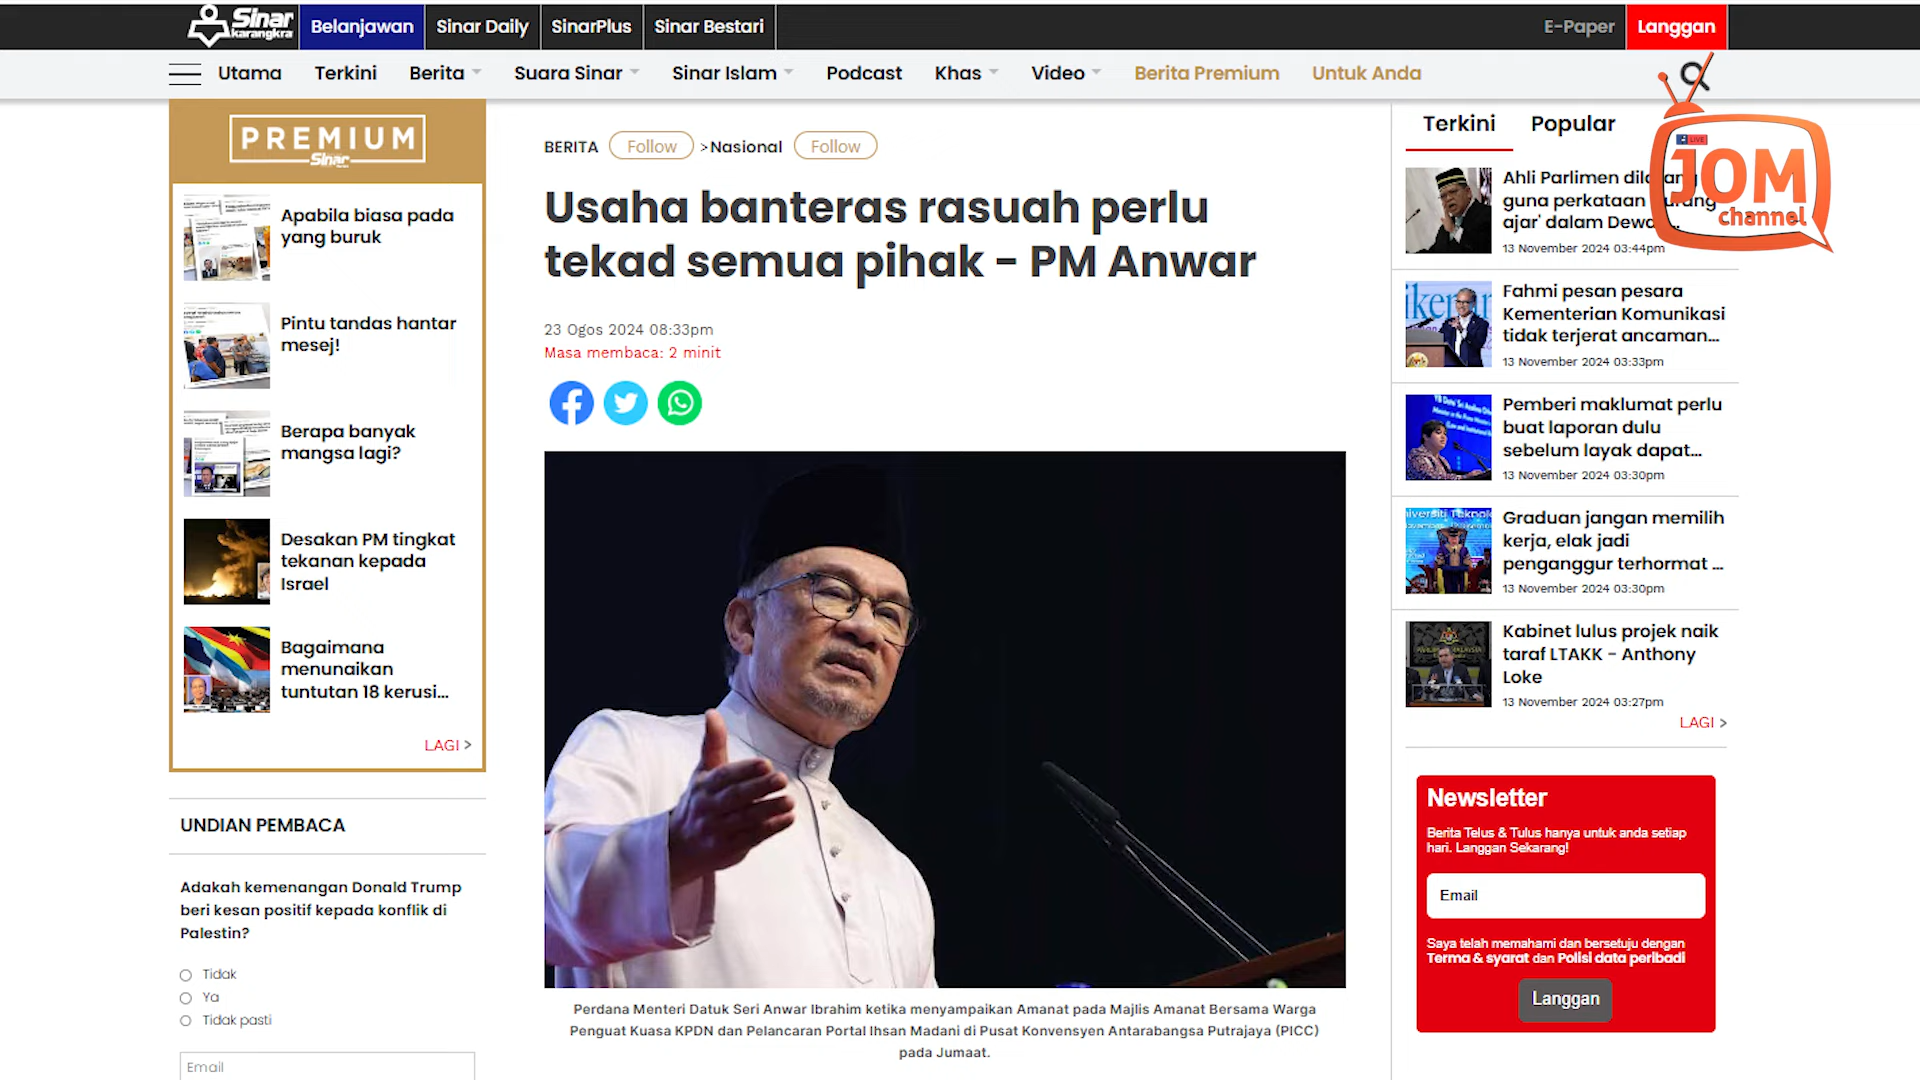 Sinar
karangkraf
Belanjawan
Sinar Daily
SinarPlus
Sinar Bestari
E-Paper
Langgan
Utama
Terkini
Berita
Suara Sinar
Sinar Islam
Podcast
Khas
Video
Berita Premium
Untuk Anda
PREMIUM
Sinar
Apabila biasa pada
yang buruk
Pintu tandas hantar
mesej!
Berapa banyak
mangsa lagi?
Desakan PM tingkat
tekanan kepada
Israel
Bagaimana
menunaikan
tuntutan 18 kerusi...
LAGI >
UNDIAN PEMBACA
Adakah kemenangan Donald Trump
beri kesan positif kepada konflik di
Palestin?
Tidak
Ya
Tidak pasti
Email
BERITA Follow > Nasional Follow
Usaha banteras rasuah perlu
tekad semua pihak - PM Anwar
23 Ogos 2024 08:33pm
Masa membaca: 2 minit
Perdana Menteri Datuk Seri Anwar Ibrahim ketika menyampaikan Amanat pada Majlis Amanat Bersama Warga
Penguat Kuasa KPDN dan Pelancaran Portal Ihsan Madani di Pusat Konvensyen Antarabangsa Putrajaya (PICC)
pada Jumaat.
Terkini
Popular
LIVE
JOM
channel
Ahli Parlimen
guna perkataan
ajar' dalam
13 November 2024 03:44pm
Fahmi pesan pesara
Kementerian Komunikasi
tidak terjerat ancaman...
13 November 2024 03:33pm
Pemberi maklumat perlu
buat laporan dulu
sebelum layak dapat...
13 November 2024 03:30pm
Graduan jangan memilih
kerja, elak jadi
penganggur terhormat ...
13 November 2024 03:30pm
Kabinet lulus projek naik
taraf LTAKK - Anthony
Loke
13 November 2024 03:27pm
LAGI >
Newsletter
Berita Telus & Tulus hanya untuk anda setiap
hari. Langgan Sekarang!
Email
Saya telah memahami dan bersetuju dengan
Terma & syarat dan Polisi data peribadi
Langgan